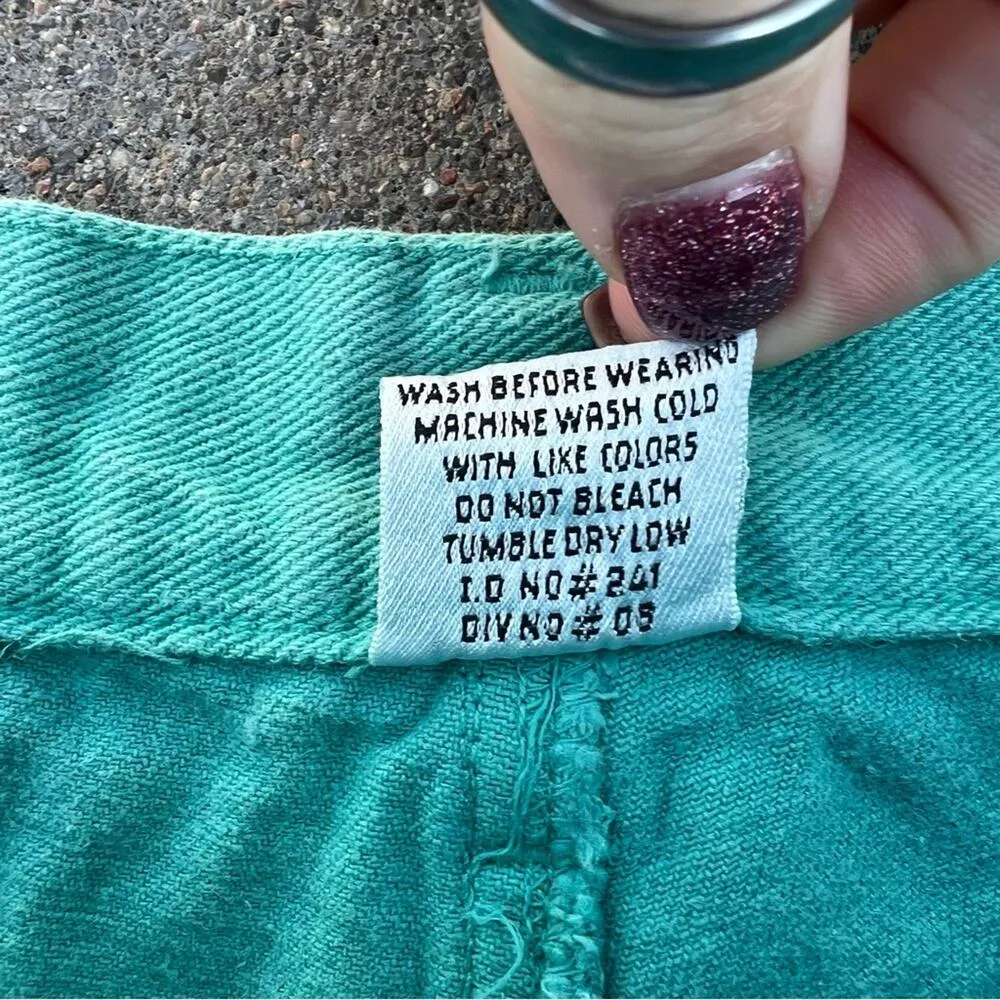 WASH BEFORE WEARING
MACHINE WASH COLD
WITH LIKE COLORS
DO NOT BLEACH
TUMBLE DRY LOW
I.D NO# 241
DIV NO # 05